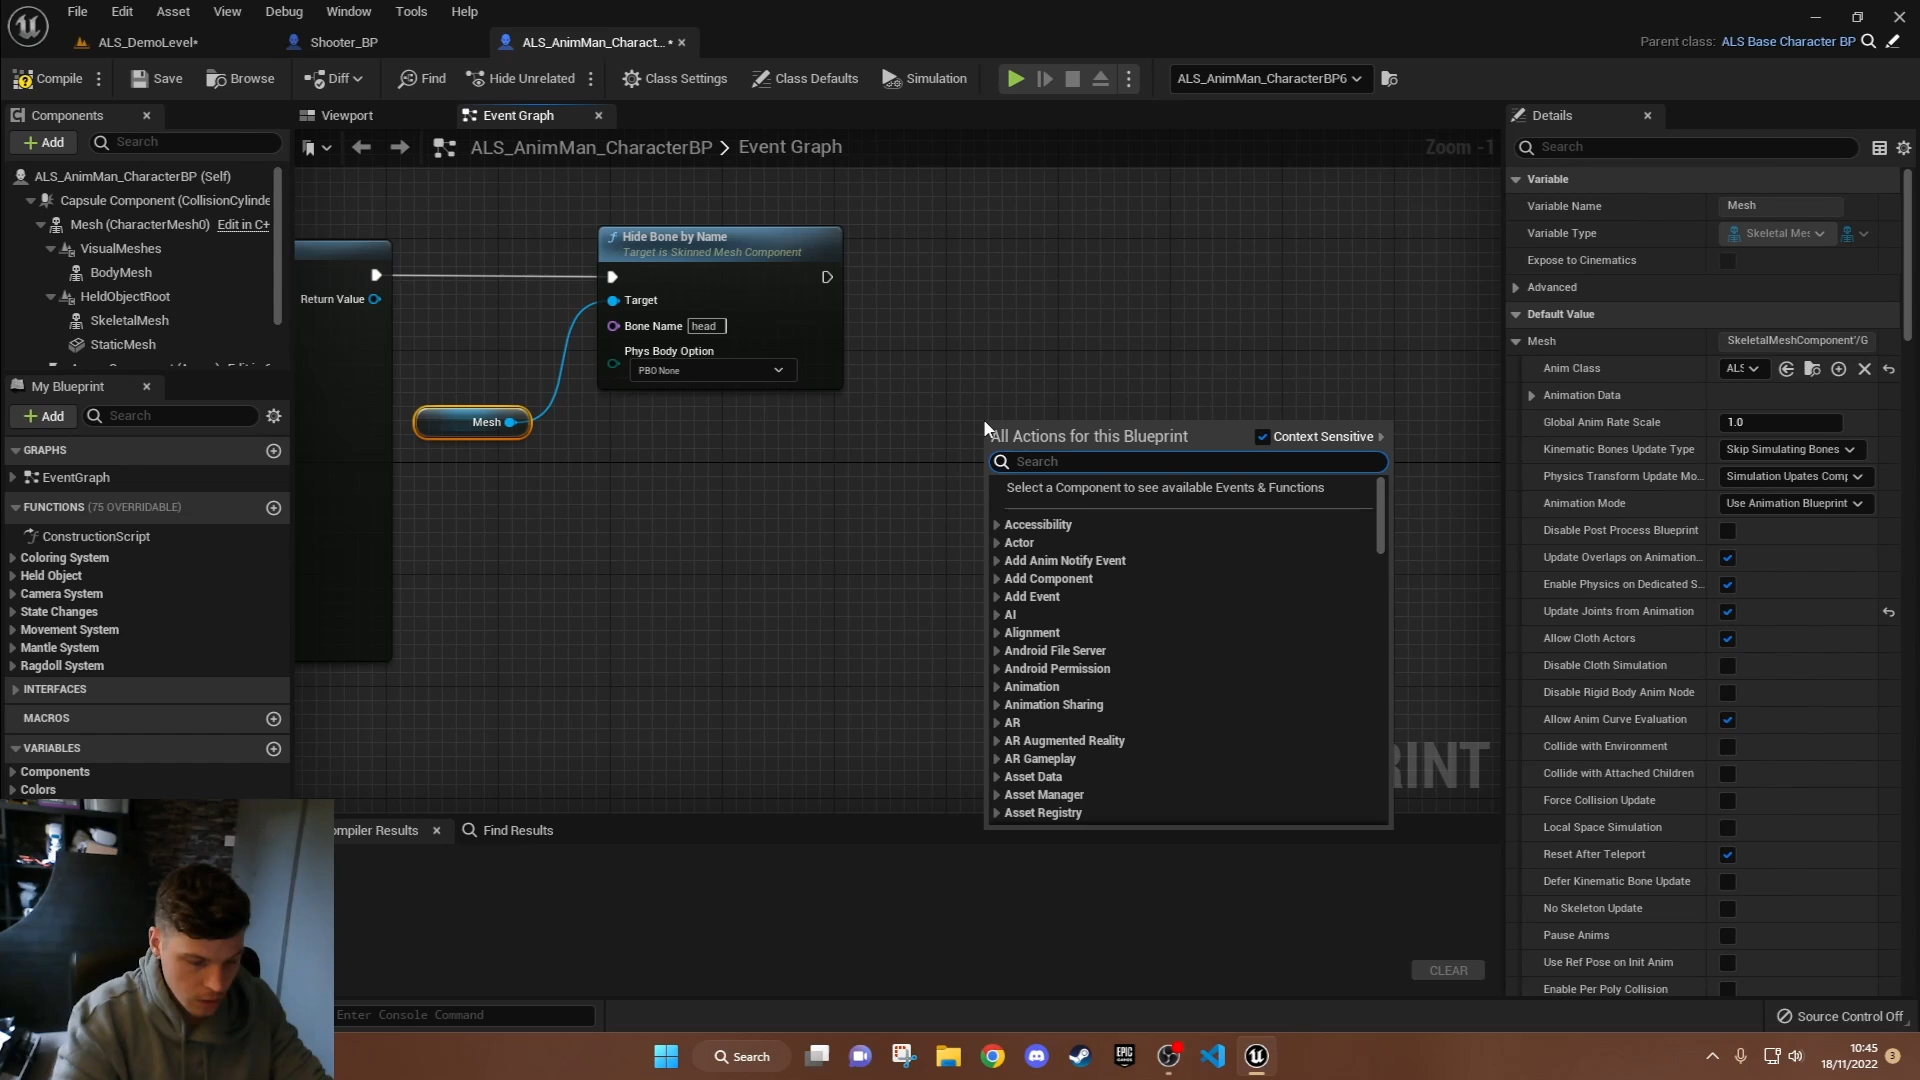 File Edit Asset View Debug Window Tools Help
ALS_DemoLevel* Shooter_BP ALS_AnimMan_Charact... * Parent class: ALS Base Character BP
Compile Save Browse Diff Find Hide Unrelated Class Settings Class Defaults Simulation ALS_AnimMan_CharacterBP6
Components
Add Search
ALS_AnimMan_CharacterBP (Self)
Capsule Component (CollisionCylinde
Mesh (CharacterMesh0) Edit in C+
VisualMeshes
BodyMesh
HeldObjectRoot
SkeletalMesh
StaticMesh
My Blueprint
Add Search
GRAPHS
EventGraph
FUNCTIONS (75 OVERRIDABLE)
ConstructionScript
Coloring System
Held Object
Camera System
State Changes
Movement System
Mantle System
Ragdoll System
INTERFACES
MACROS
VARIABLES
Components
Colors
Viewport Event Graph
ALS_AnimMan_CharacterBP > Event Graph Zoom -1
Return Value
Hide Bone by Name
Target is Skinned Mesh Component
Target
Bone Name head
Phys Body Option
PBO None
Mesh
All Actions for this Blueprint Context Sensitive
Search
Select a Component to see available Events & Functions
Accessibility
Actor
Add Anim Notify Event
Add Component
Add Event
AI
Alignment
Android File Server
Android Permission
Animation
Animation Sharing
AR
AR Augmented Reality
AR Gameplay
Asset Data
Asset Manager
Asset Registry
RINT
ompiler Results Find Results
CLEAR
Enter Console Command
Details
Search
Variable
Variable Name Mesh
Variable Type Skeletal Mes
Expose to Cinematics
Advanced
Default Value
Mesh SkeletalMeshComponent'/G
Anim Class ALS
Animation Data
Global Anim Rate Scale 1.0
Kinematic Bones Update Type Skip Simulating Bones
Physics Transform Update Mo... Simulation Upates Comp
Animation Mode Use Animation Blueprint
Disable Post Process Blueprint
Update Overlaps on Animation...
Enable Physics on Dedicated S...
Update Joints from Animation
Allow Cloth Actors
Disable Cloth Simulation
Disable Rigid Body Anim Node
Allow Anim Curve Evaluation
Collide with Environment
Collide with Attached Children
Force Collision Update
Local Space Simulation
Reset After Teleport
Defer Kinematic Bone Update
No Skeleton Update
Pause Anims
Use Ref Pose on Init Anim
Enable Per Poly Collision
Source Control Off
Search EPIC GAMES 10:45
18/11/2022 3